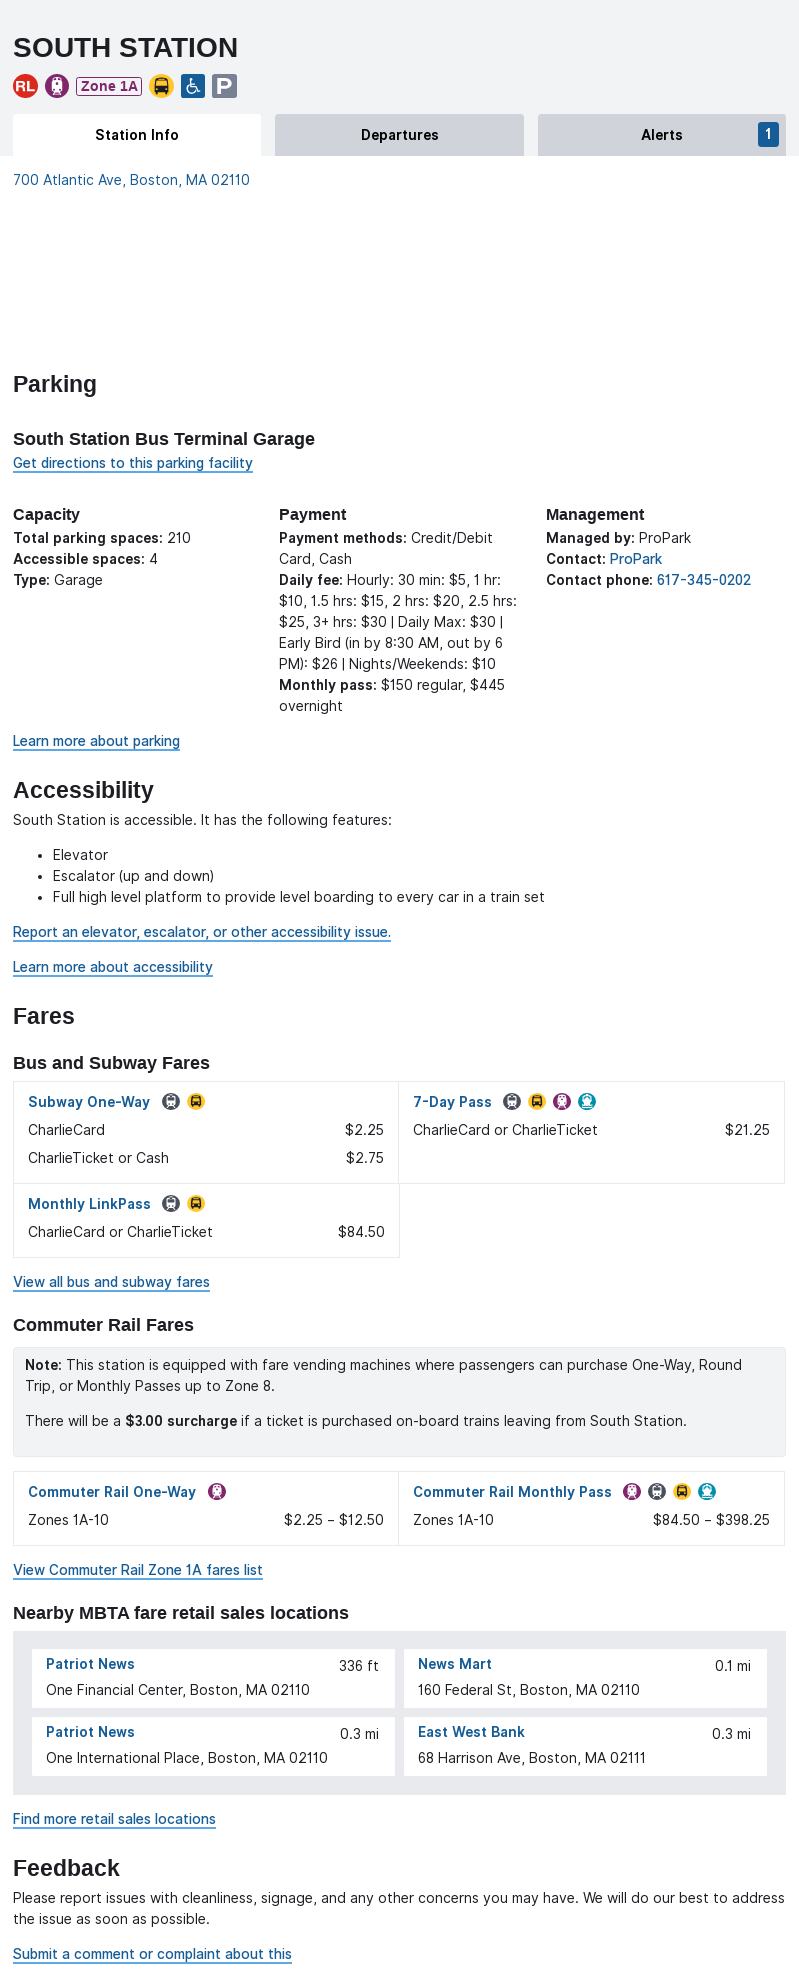 SOUTH STATION
RL Zone 1A P
Station Info Departures Alerts 1
700 Atlantic Ave, Boston, MA 02110
Parking
South Station Bus Terminal Garage
Get directions to this parking facility
Capacity
Total parking spaces: 210
Accessible spaces: 4
Type: Garage
Payment
Payment methods: Credit/Debit
Card, Cash
Daily fee: Hourly: 30 min: $5, 1 hr:
$10, 1.5 hrs: $15, 2 hrs: $20, 2.5 hrs:
$25, 3+ hrs: $30 | Daily Max: $30 |
Early Bird (in by 8:30 AM, out by 6
PM): $26 | Nights/Weekends: $10
Monthly pass: $150 regular, $445
overnight
Management
Managed by: ProPark
Contact: ProPark
Contact phone: 617-345-0202
Learn more about parking
Accessibility
South Station is accessible. It has the following features:
• Elevator
• Escalator (up and down)
• Full high level platform to provide level boarding to every car in a train set
Report an elevator, escalator, or other accessibility issue.
Learn more about accessibility
Fares
Bus and Subway Fares
Subway One-Way
CharlieCard $2.25
CharlieTicket or Cash $2.75
7-Day Pass
CharlieCard or CharlieTicket $21.25
Monthly LinkPass
CharlieCard or CharlieTicket $84.50
View all bus and subway fares
Commuter Rail Fares
Note: This station is equipped with fare vending machines where passengers can purchase One-Way, Round
Trip, or Monthly Passes up to Zone 8.
There will be a $3.00 surcharge if a ticket is purchased on-board trains leaving from South Station.
Commuter Rail One-Way
Zones 1A-10 $2.25 – $12.50
Commuter Rail Monthly Pass
Zones 1A-10 $84.50 – $398.25
View Commuter Rail Zone 1A fares list
Nearby MBTA fare retail sales locations
Patriot News 336 ft
One Financial Center, Boston, MA 02110
News Mart 0.1 mi
160 Federal St, Boston, MA 02110
Patriot News 0.3 mi
One International Place, Boston, MA 02110
East West Bank 0.3 mi
68 Harrison Ave, Boston, MA 02111
Find more retail sales locations
Feedback
Please report issues with cleanliness, signage, and any other concerns you may have. We will do our best to address
the issue as soon as possible.
Submit a comment or complaint about this